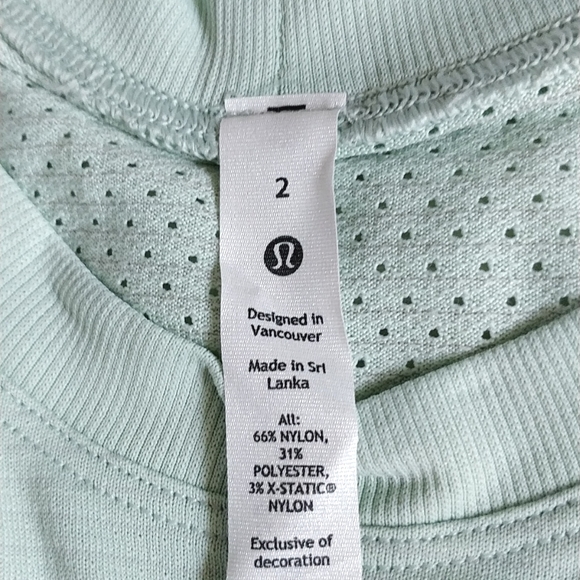 2
Designed in
Vancouver
Made in Sri
Lanka
All:
66% NYLON,
31%
POLYESTER,
3% X-STATIC®
NYLON
Exclusive of
decoration